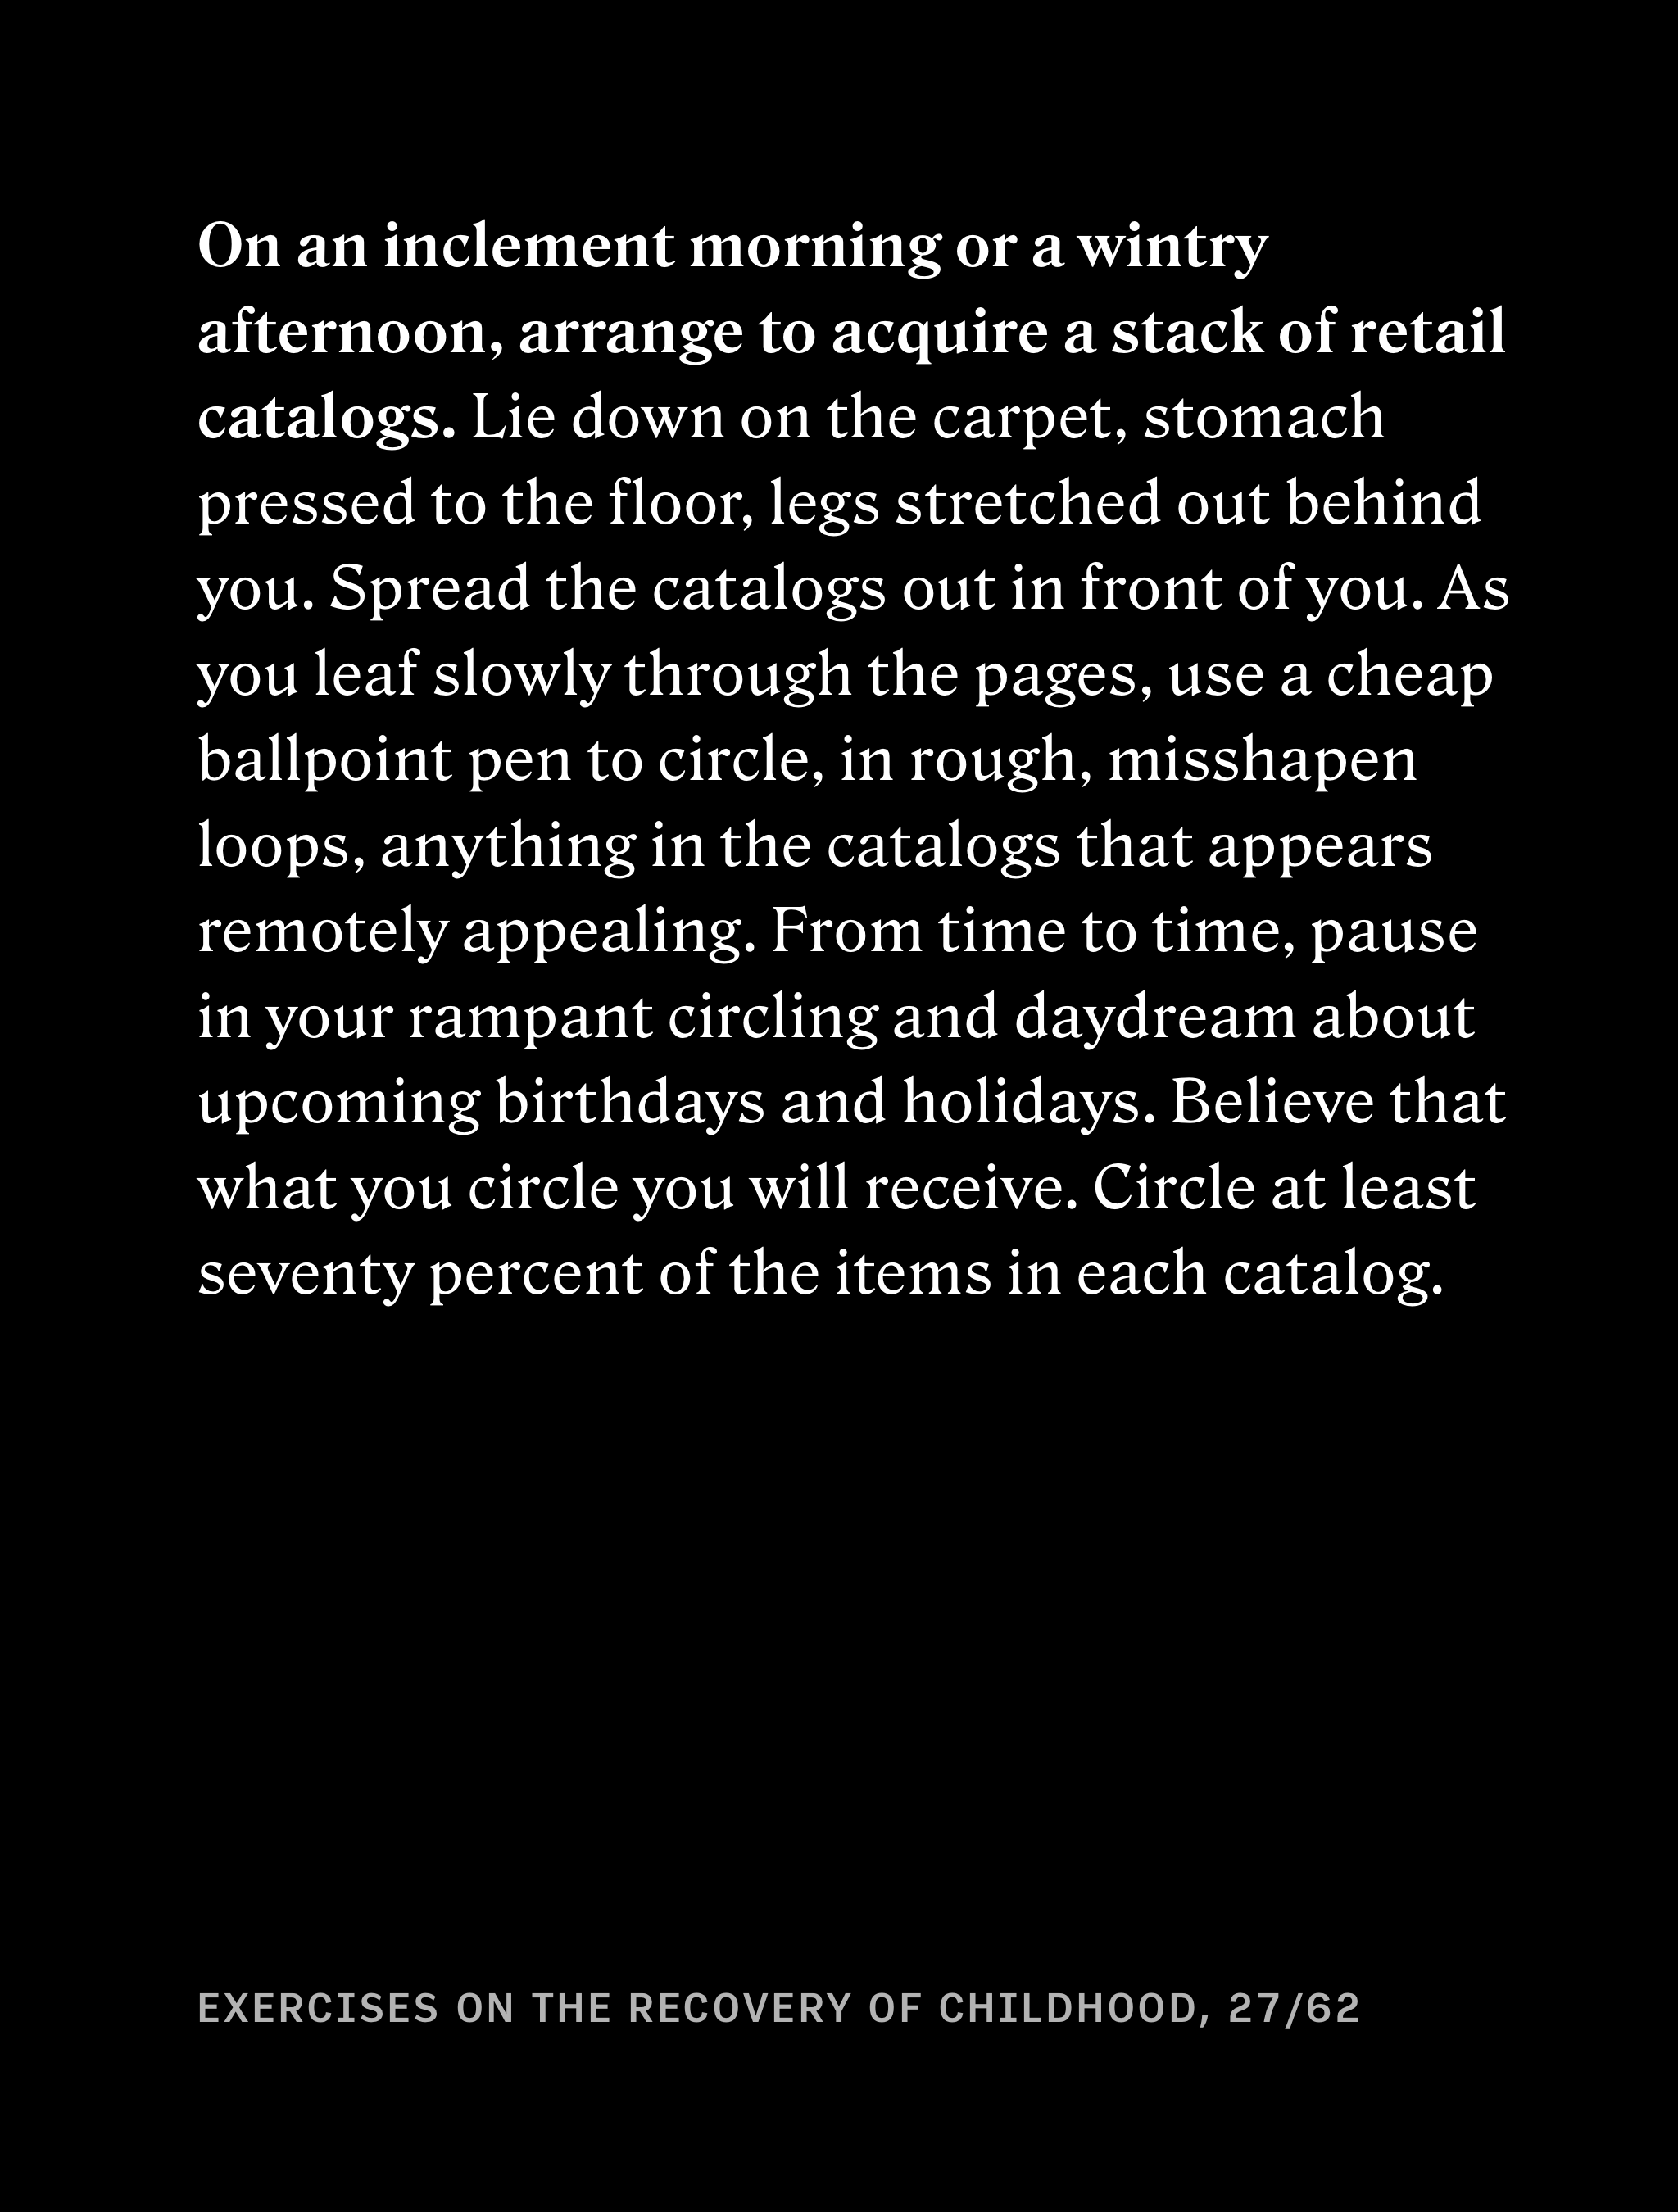 On an inclement morning or a wintry
afternoon, arrange to acquire a stack of retail
catalogs. Lie down on the carpet, stomach
pressed to the floor, legs stretched out behind
you. Spread the catalogs out in front of you. As
you leaf slowly through the pages, use a cheap
ballpoint pen to circle, in rough, misshapen
loops, anything in the catalogs that appears
remotely appealing. From time to time, pause
in your rampant circling and daydream about
upcoming birthdays and holidays. Believe that
what you circle you will receive. Circle at least
seventy percent of the items in each catalog.
EXERCISES ON THE RECOVERY OF CHILDHOOD, 27/62